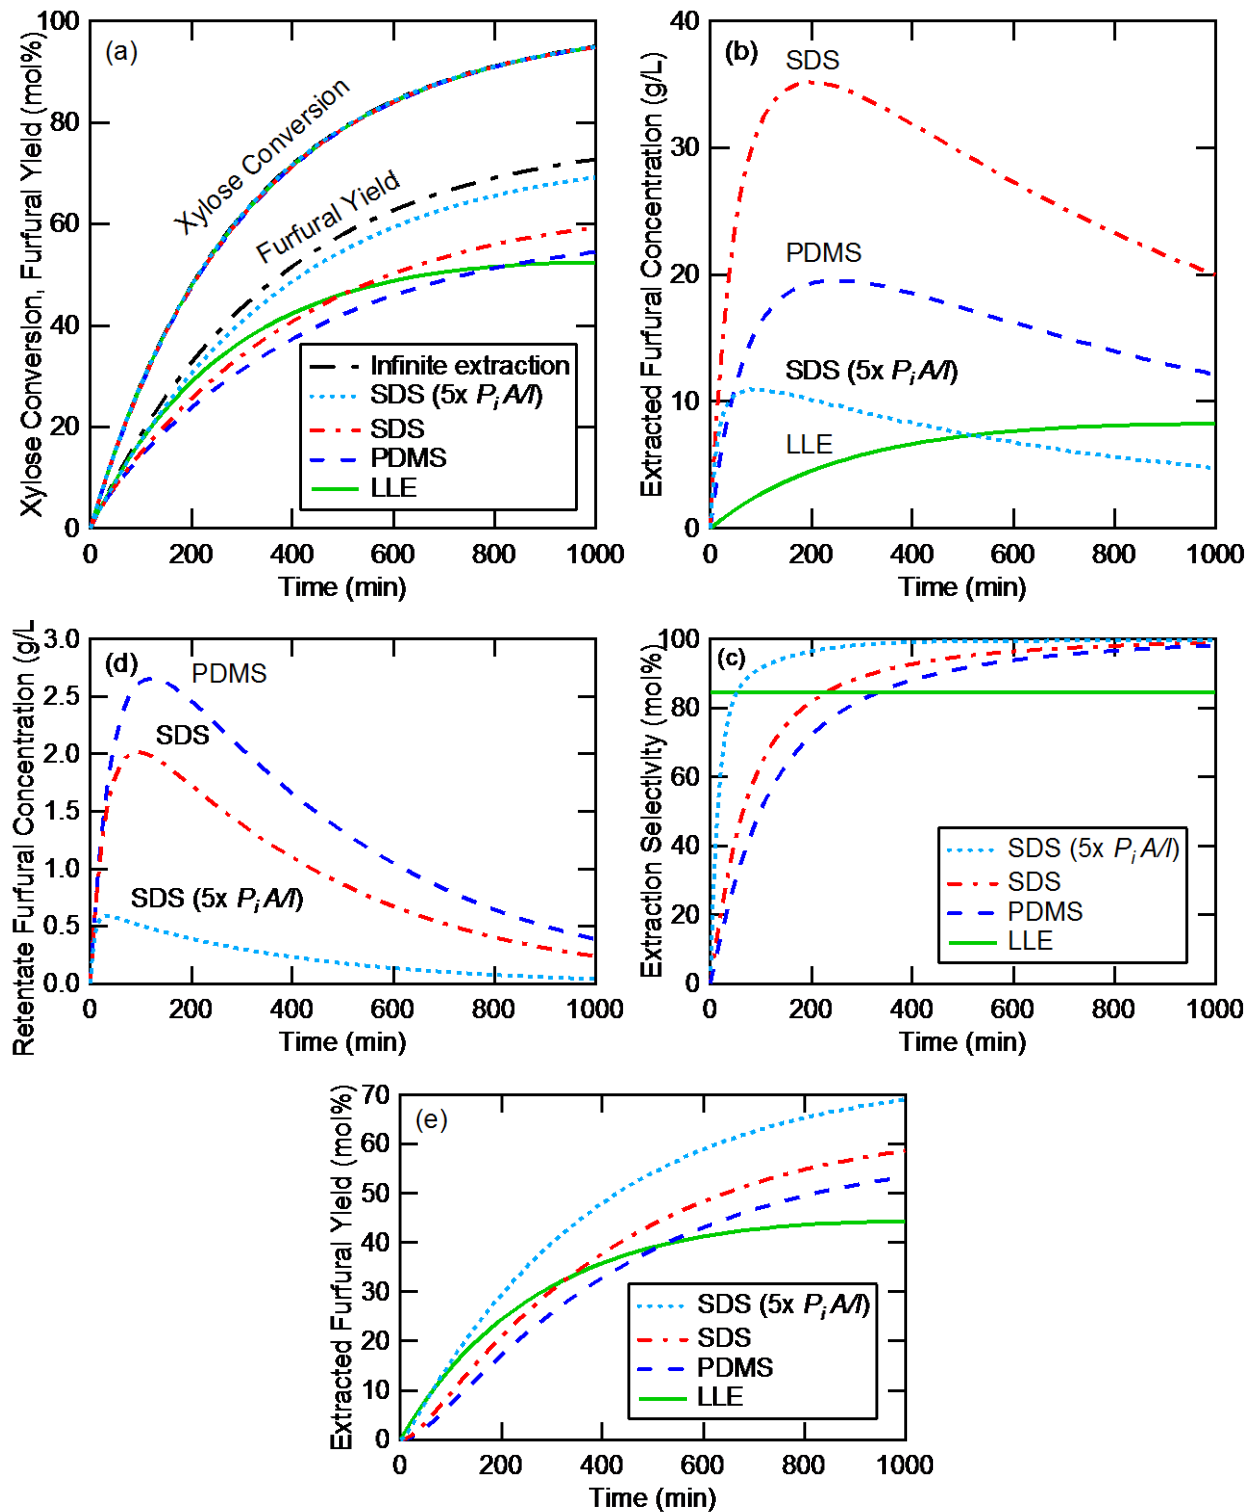 (a)
Xylose Conversion, Furfural Yield (mol%)
100
80
60
40
20
0
Xylose Conversion
Furfural Yield
Infinite extraction
SDS (5x PᵢA/l)
SDS
PDMS
LLE
0 200 400 600 800 1000
Time (min)
(b)
Extracted Furfural Concentration (g/L)
40
30
20
10
0
SDS
PDMS
SDS (5x PᵢA/l)
LLE
0 200 400 600 800 1000
Time (min)
(d)
Retentate Furfural Concentration (g/L
3.0
2.5
2.0
1.5
1.0
0.5
0.0
PDMS
SDS
SDS (5x PᵢA/l)
0 200 400 600 800 1000
Time (min)
(c)
Extraction Selectivity (mol%)
100
80
60
40
20
0
SDS (5x PᵢA/l)
SDS
PDMS
LLE
0 200 400 600 800 1000
Time (min)
(e)
Extracted Furfural Yield (mol%)
70
60
50
40
30
20
10
0
SDS (5x PᵢA/l)
SDS
PDMS
LLE
0 200 400 600 800 1000
Time (min)